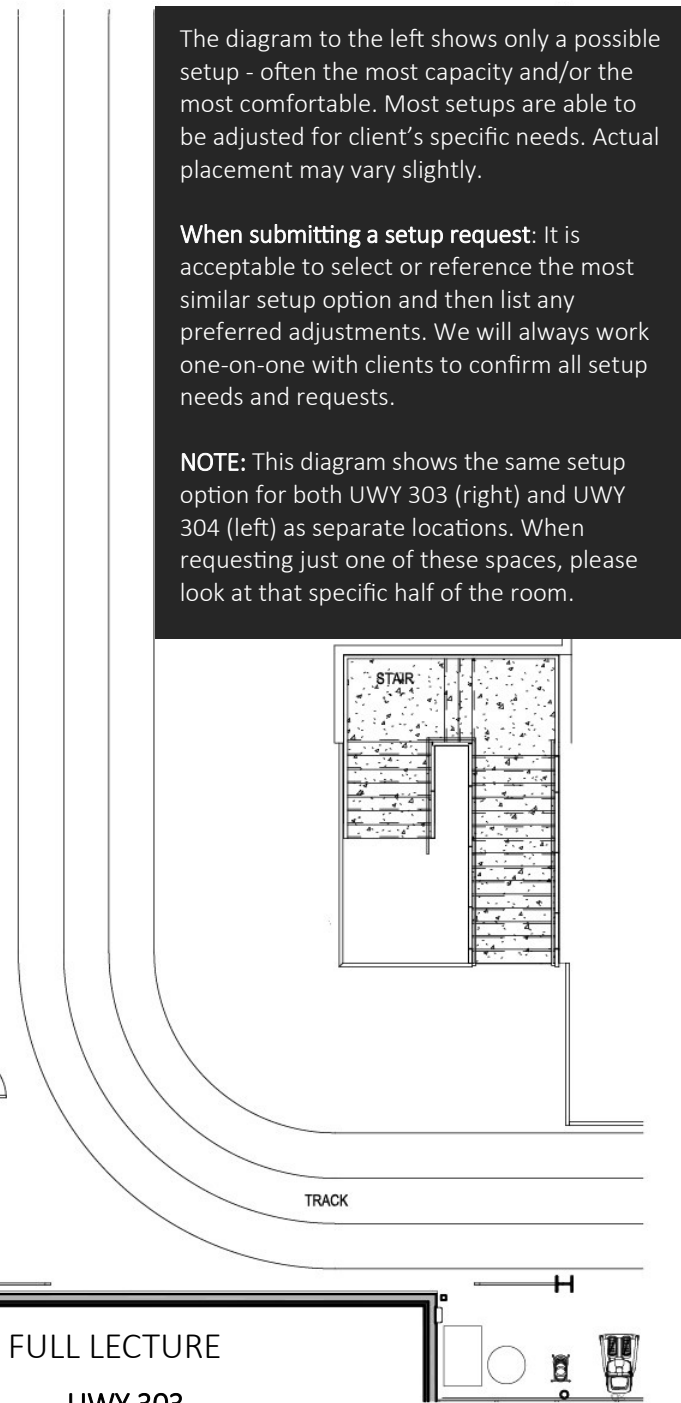 The diagram to the left shows only a possible
setup - often the most capacity and/or the
most comfortable. Most setups are able to
be adjusted for client's specific needs. Actual
placement may vary slightly.
When submitting a setup request: It is
acceptable to select or reference the most
similar setup option and then list any
preferred adjustments. We will always work
one-on-one with clients to confirm all setup
needs and requests.
NOTE: This diagram shows the same setup
option for both UWY 303 (right) and UWY
304 (left) as separate locations. When
requesting just one of these spaces, please
look at that specific half of the room.
STAIR
TRACK
FULL LECTURE
UWY 303